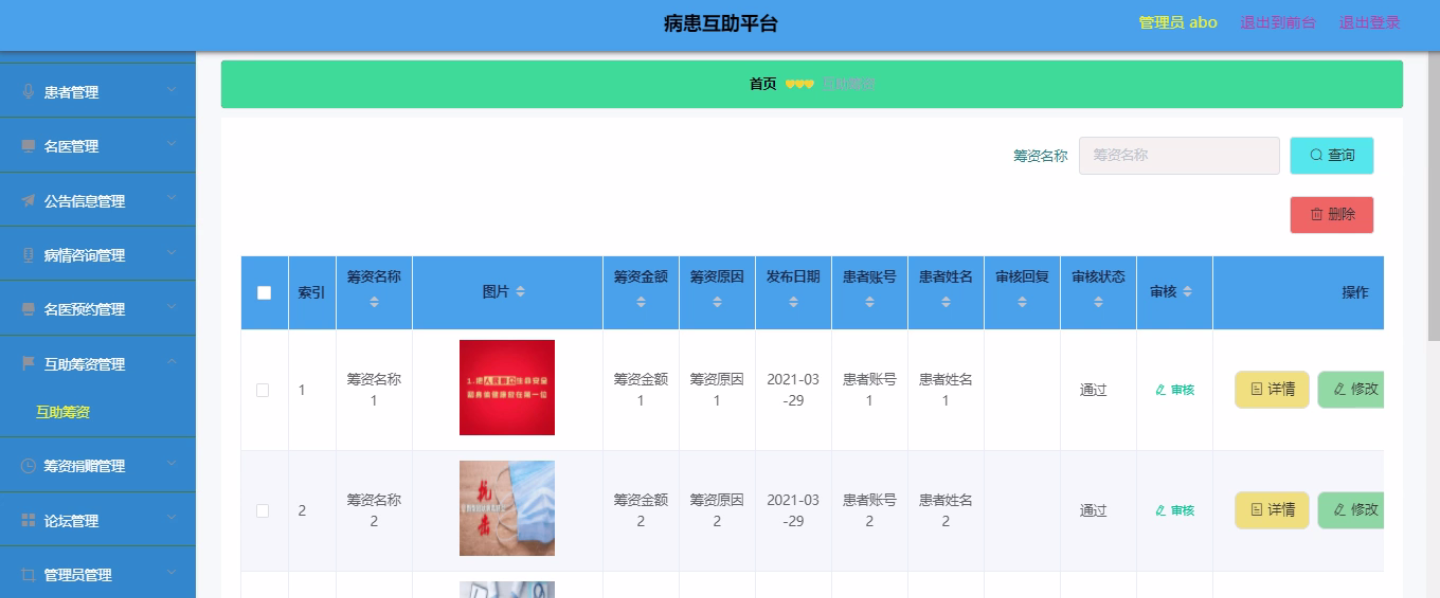 病患互助平台
管理员 abo
退出到前台
退出登录
患者管理
名医管理
公告信息管理
病情咨询管理
名医预约管理
互助筹资管理
互助筹资
筹资捐赠管理
论坛管理
管理员管理
首页
互助筹资
筹资名称
筹资名称
查询
删除
索引
筹资名称
图片
筹资金额
筹资原因
发布日期
患者账号
患者姓名
审核回复
审核状态
审核
操作
1
筹资名称
1
筹资金额
1
筹资原因
1
2021-03
-29
患者账号
1
患者姓名
1
通过
审核
详情
修改
2
筹资名称
2
抗
击
筹资金额
2
筹资原因
2
2021-03
-29
患者账号
2
患者姓名
2
通过
审核
详情
修改